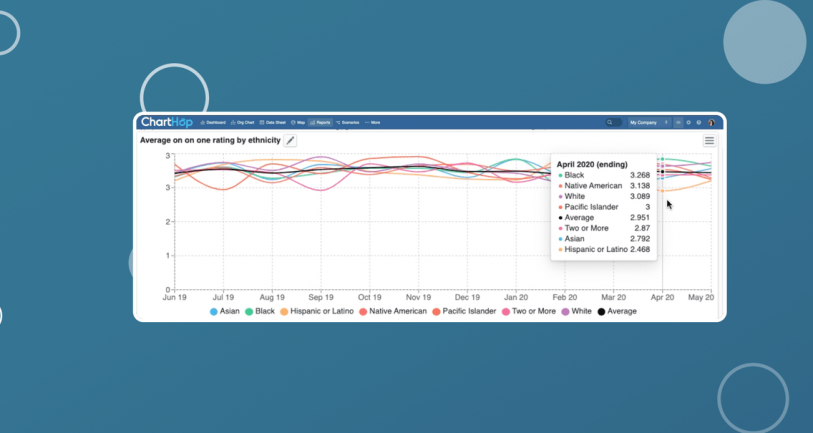 ChartHop Dashboard Org Chart Data Sheet Map Reports Scenarios More My Company
Average on on one rating by ethnicity
3
3
2
1
0
Jun 19 Jul 19 Aug 19 Sep 19 Oct 19 Nov 19 Dec 19 Jan 20 Feb 20 Mar 20 Apr 20 May 20
April 2020 (ending)
Black 3.268
Native American 3.138
White 3.089
Pacific Islander 3
Average 2.951
Two or More 2.87
Asian 2.792
Hispanic or Latino 2.468
Asian Black Hispanic or Latino Native American Pacific Islander Two or More White Average